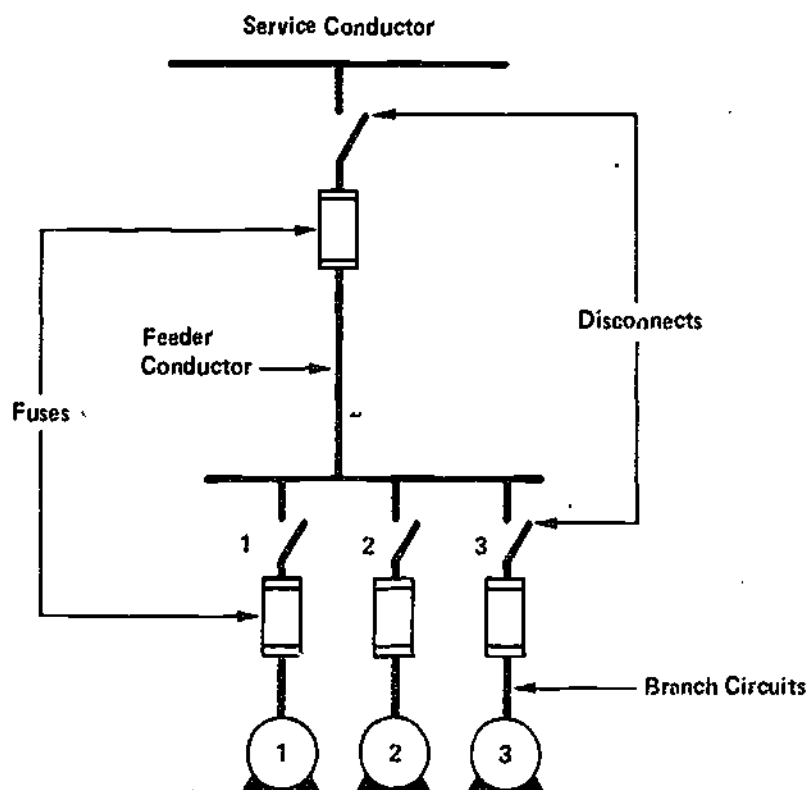 Service Conductor
Disconnects
Feeder
Conductor
Fuses
1
2
3
Branch Circuits
1
2
3